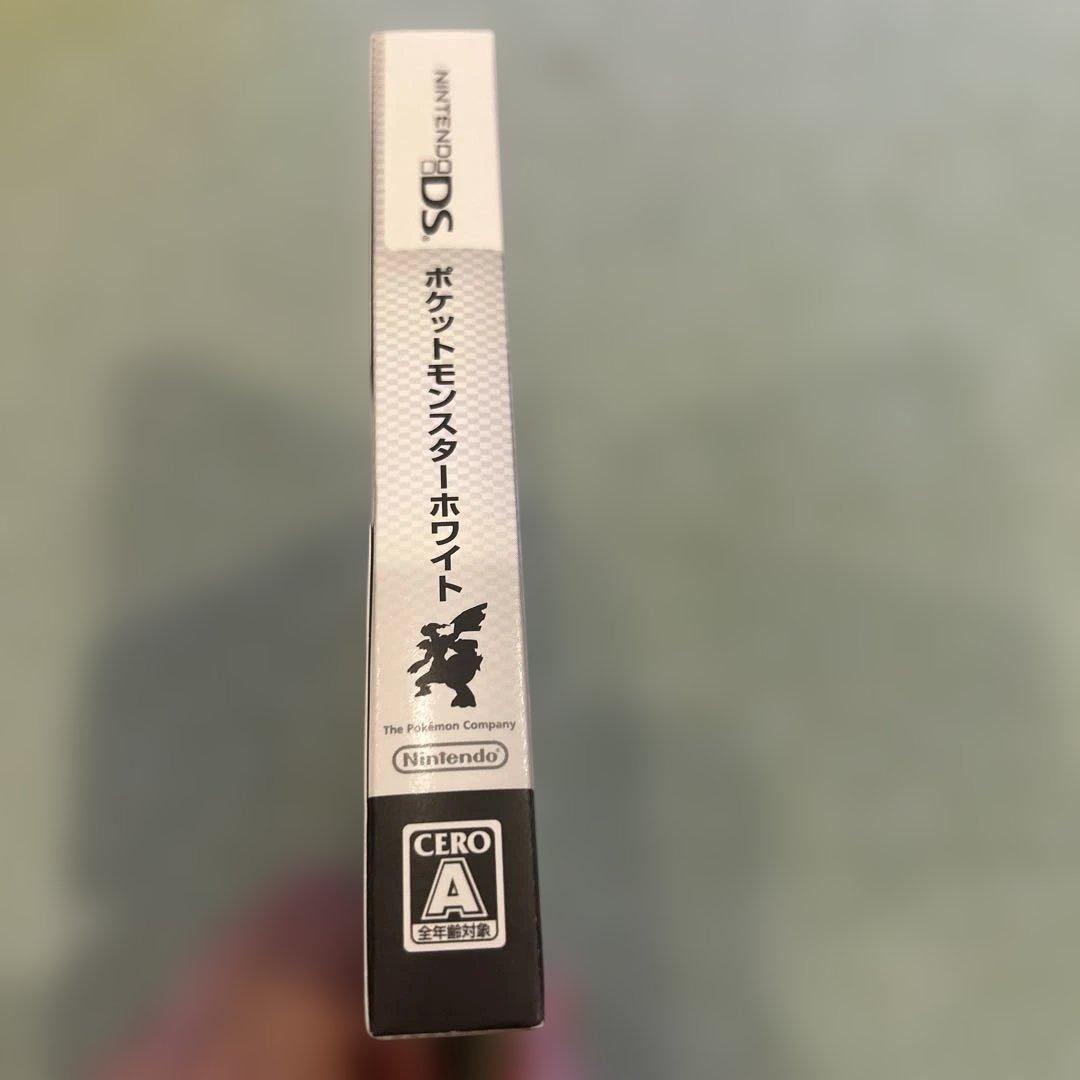 NINTENDO
DS
ポケットモンスターホワイト
The Pokémon Company
Nintendo®
CERO
A
全年齢対象